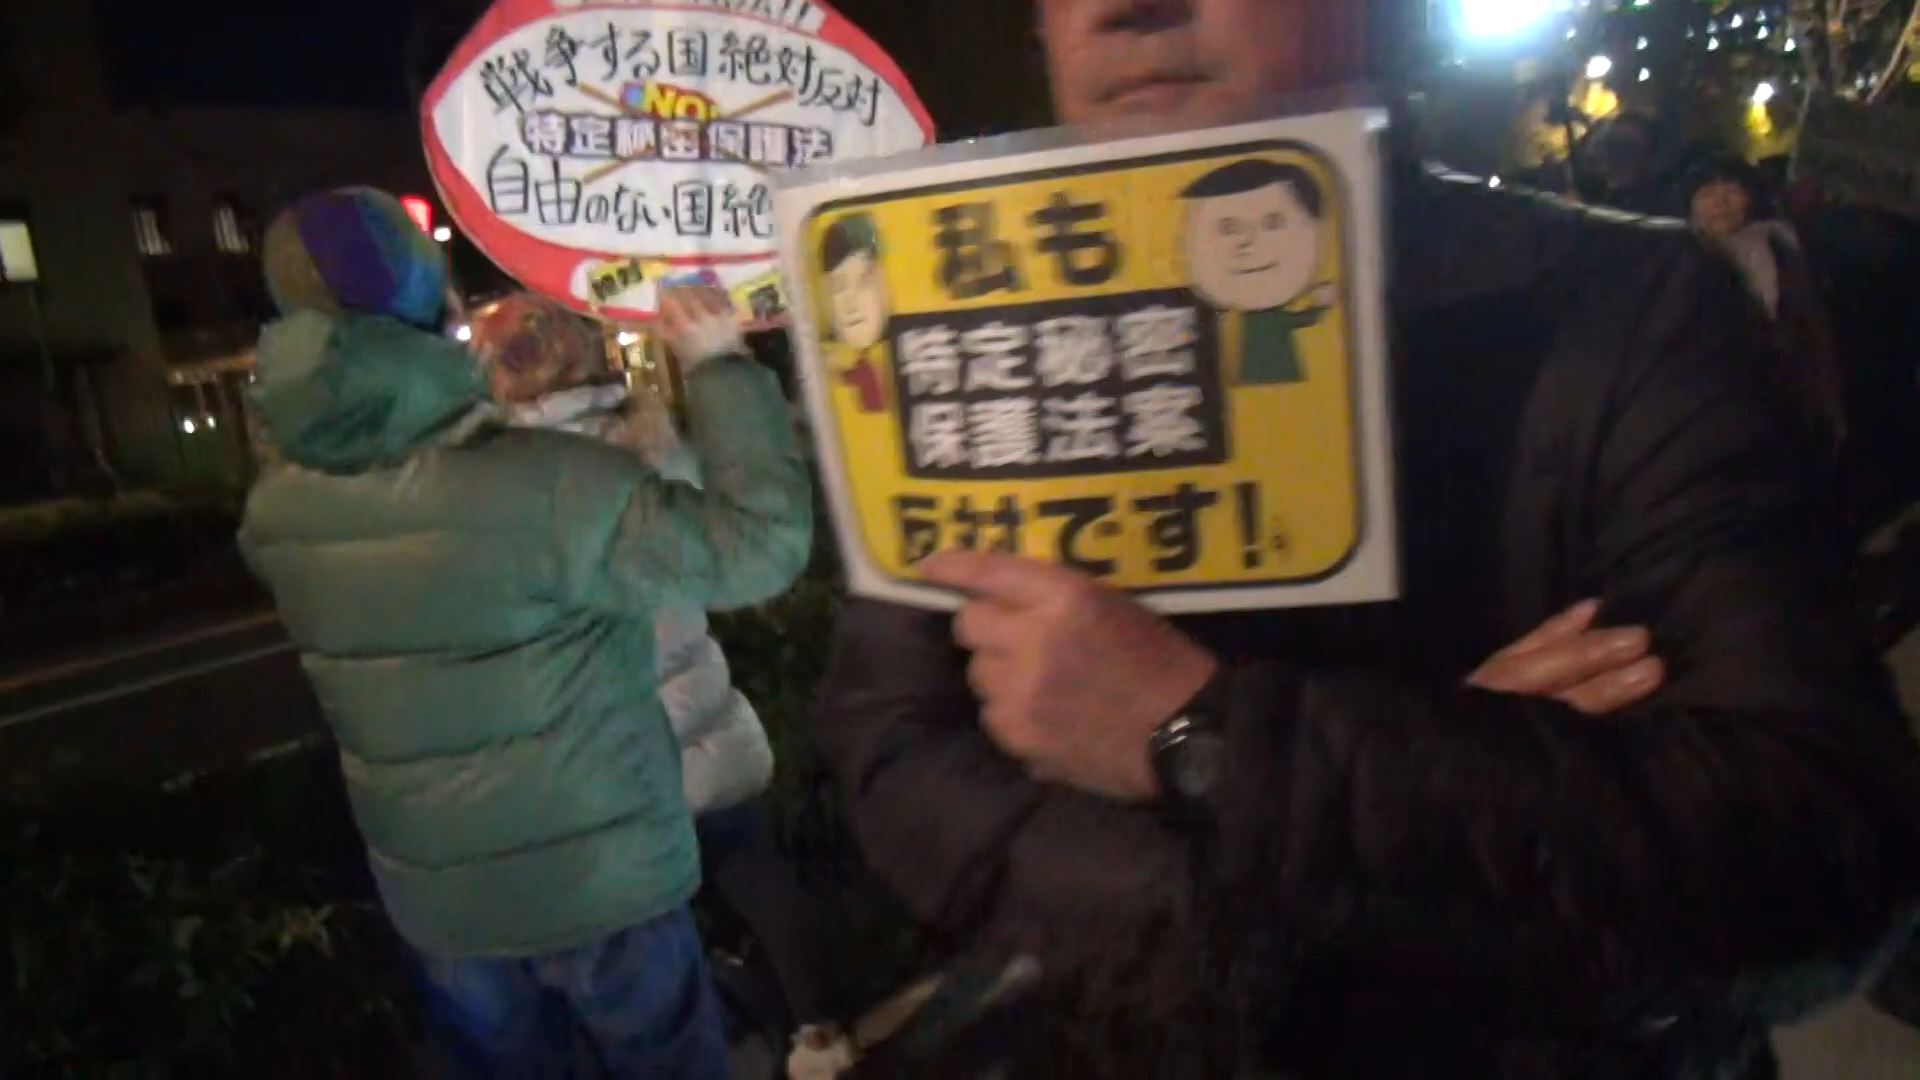 戦争する国絶対反対
NO!
特定秘密保護法
自由のない国絶
私も
特定秘密
保護法案
反対です!